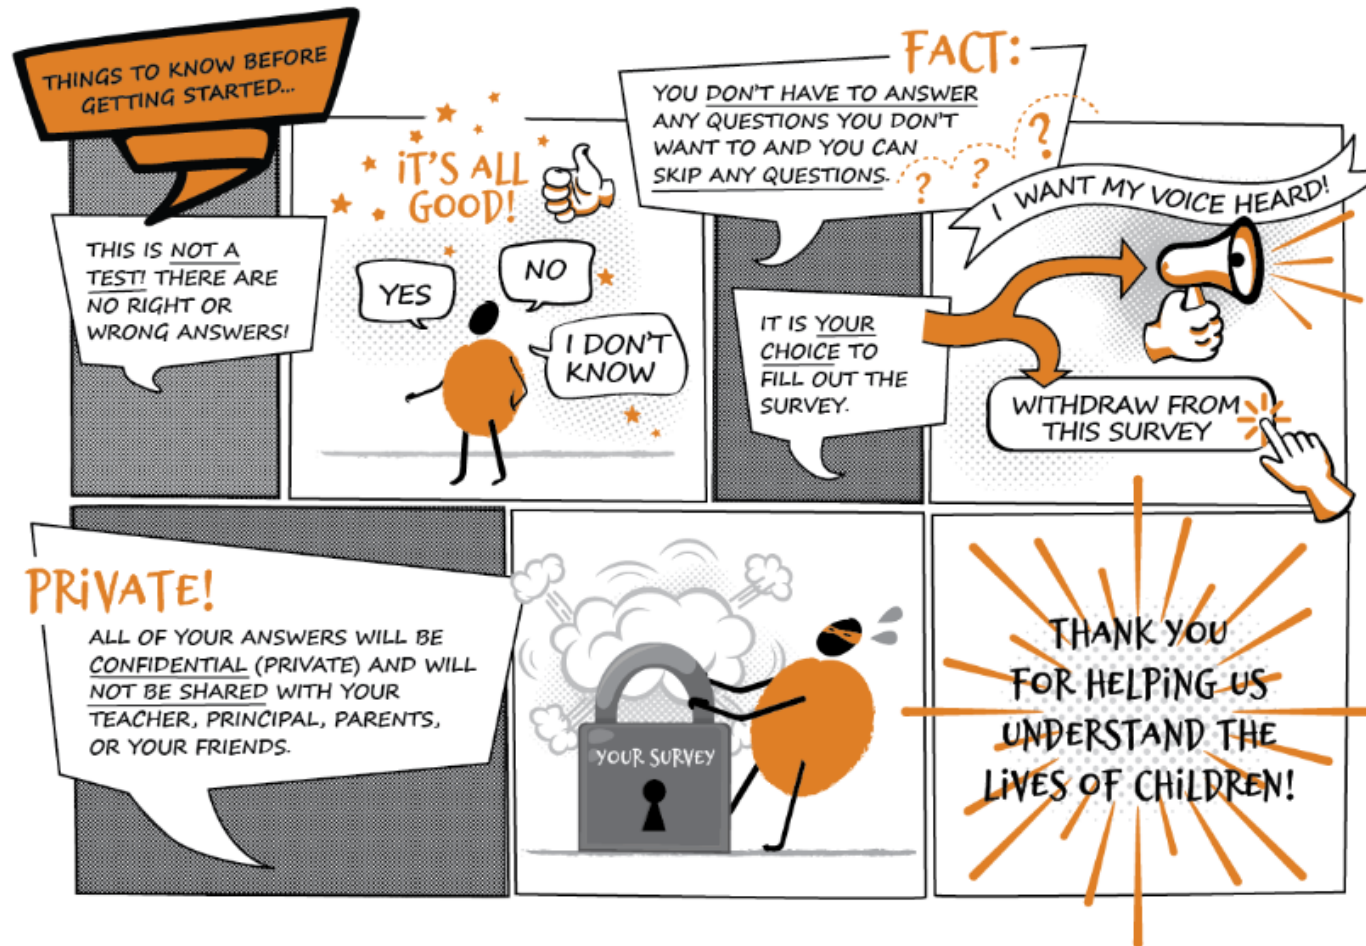 THINGS TO KNOW BEFORE
GETTING STARTED...
THIS IS NOT A
TEST! THERE ARE
NO RIGHT OR
WRONG ANSWERS!
IT'S ALL
GOOD!
YES
NO
I DON'T
KNOW
FACT:
YOU DON'T HAVE TO ANSWER
ANY QUESTIONS YOU DON'T
WANT TO AND YOU CAN
SKIP ANY QUESTIONS.
? ? ?
IT IS YOUR
CHOICE TO
FILL OUT THE
SURVEY.
I WANT MY VOICE HEARD!
WITHDRAW FROM
THIS SURVEY
PRIVATE!
ALL OF YOUR ANSWERS WILL BE
CONFIDENTIAL (PRIVATE) AND WILL
NOT BE SHARED WITH YOUR
TEACHER, PRINCIPAL, PARENTS,
OR YOUR FRIENDS.
YOUR SURVEY
THANK YOU
FOR HELPING US
UNDERSTAND THE
LIVES OF CHILDREN!